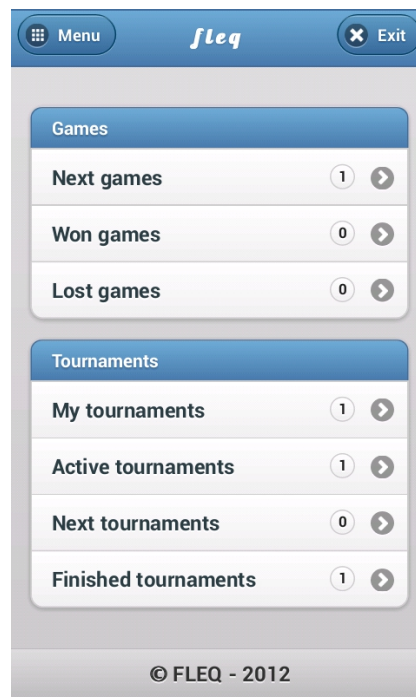 Menu fleq Exit
Games
Next games 1
Won games 0
Lost games 0
Tournaments
My tournaments 1
Active tournaments 1
Next tournaments 0
Finished tournaments 1
© FLEQ - 2012